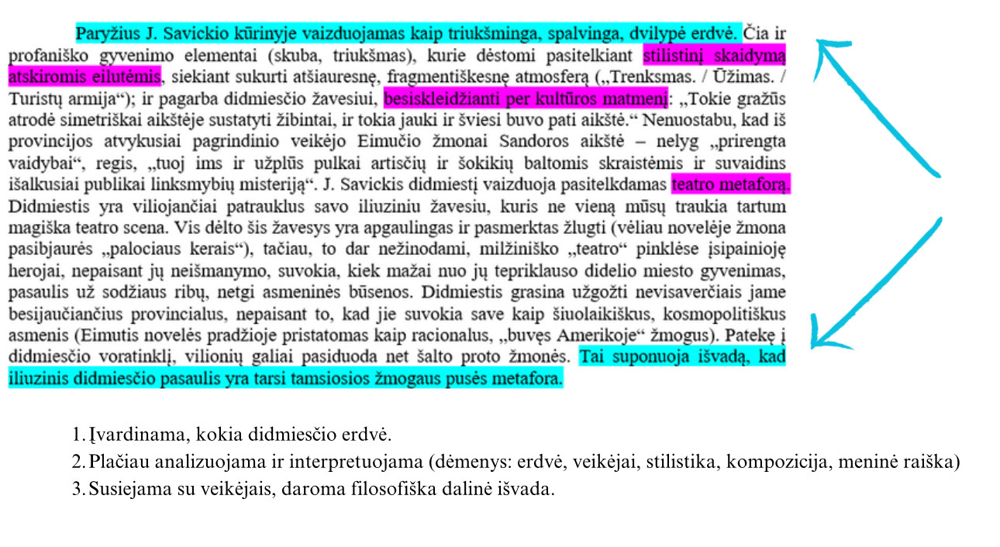 Paryžius J. Savickio kūrinyje vaizduojamas kaip triukšminga, spalvinga, dvilypė erdvė. Čia ir
profaniško gyvenimo elementai (skuba, triukšmas), kurie dėstomi pasitelkiant stilistinį skaidymą
atskiromis eilutėmis, siekiant sukurti atšiauresnę, fragmentiškesnę atmosferą („Trenksmas. / Ūžimas. /
Turistų armija“); ir pagarba didmiesčio žavesiui, besiskleidžianti per kultūros matmenį: „Tokie gražūs
atrodė simetriškai aikštėje sustatyti žibintai, ir tokia jauki ir šviesi buvo pati aikštė.“ Nenuostabu, kad iš
provincijos atvykusiai pagrindinio veikėjo Eimučio žmonai Sandoros aikštė – nelyg „prirengta
vaidybai“, regis, „tuoj ims ir užplūs pulkai artisčių ir šokikių baltomis skraistėmis ir suvaidins
išalkusiai publikai linksmybių misteriją“. J. Savickis didmiestį vaizduoja pasitelkdamas teatro metaforą.
Didmiestis yra viliojančiai patrauklus savo iliuziniu žavesiu, kuris ne vieną mūsų traukia tartum
magiška teatro scena. Vis dėlto šis žavesys yra apgaulingas ir pasmerktas žlugti (vėliau novelėje žmona
pasibjaurės „palociaus kerais“), tačiau, to dar nežinodami, milžiniško „teatro“ pinklėse įsipainioję
herojai, nepaisant jų neišmanymo, suvokia, kiek mažai nuo jų tepriklauso didelio miesto gyvenimas,
pasaulis už sodžiaus ribų, netgi asmeninės būsenos. Didmiestis grasina užgožti nevisaverčiais jame
besijaučiančius provincialus, nepaisant to, kad jie suvokia save kaip šiuolaikiškus, kosmopolitiškus
asmenis (Eimutis novelės pradžioje pristatomas kaip racionalus, „buvęs Amerikoje“ žmogus). Patekę į
didmiesčio voratinklį, vilionių galiai pasiduoda net šalto proto žmonės. Tai suponuoja išvadą, kad
iliuzinis didmiesčio pasaulis yra tarsi tamsiosios žmogaus pusės metafora.
1. Įvardinama, kokia didmiesčio erdvė.
2. Plačiau analizuojama ir interpretuojama (dėmenys: erdvė, veikėjai, stilistika, kompozicija, meninė raiška)
3. Susiejama su veikėjais, daroma filosofiška dalinė išvada.